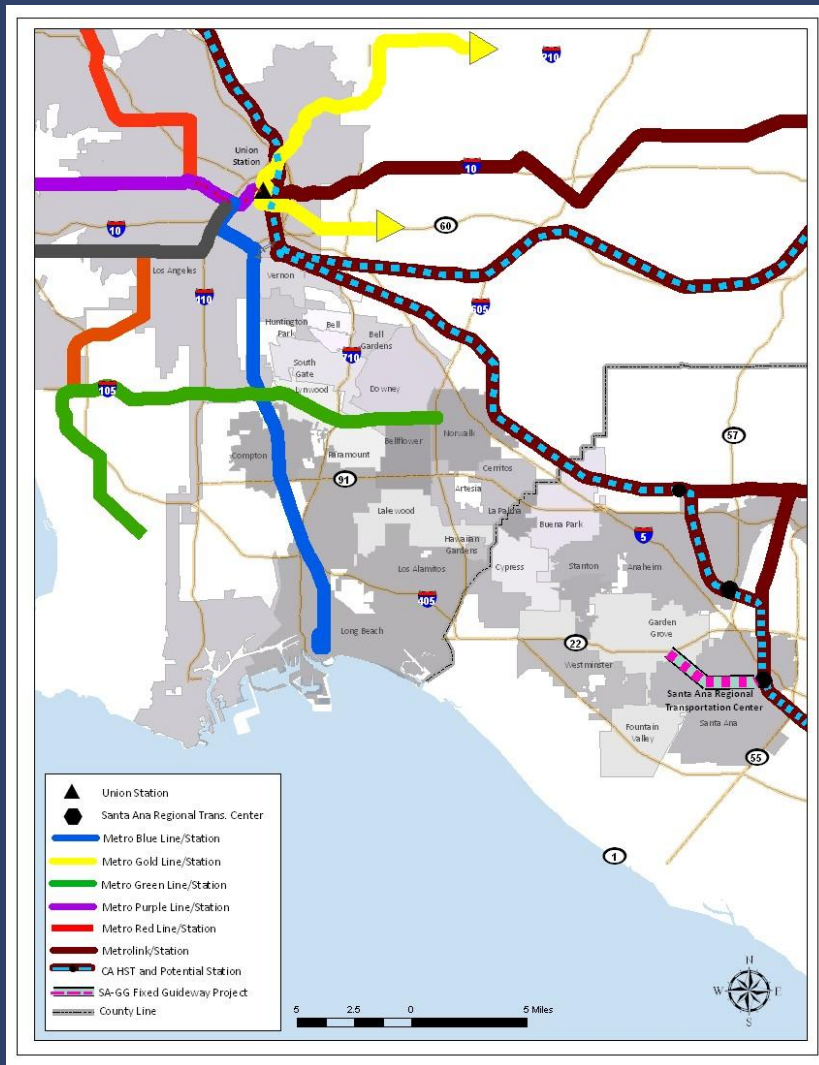 210
Union
Station
10
60
10
Los Angeles
Vernon
110
605
Huntington
Park
Bell
Bell
Gardens
710
South
Gate
Downey
105
Lynwood
57
Norwalk
Bellflower
Compton
Paramount
Cerritos
91
Artesia
La Palma
Lakewood
Buena Park
Hawaiian
Gardens
5
Los Alamitos
Cypress
Stanton
Anaheim
405
Garden
Grove
Long Beach
22
Westminster
Santa Ana Regional
Transportation Center
Santa Ana
Fountain
Valley
55
1
Union Station
Santa Ana Regional Trans. Center
Metro Blue Line/Station
Metro Gold Line/Station
Metro Green Line/Station
Metro Purple Line/Station
Metro Red Line/Station
Metrolink/Station
CA HST and Potential Station
SA-GG Fixed Guideway Project
County Line
5 2.5 0 5 Miles
N
W E
S